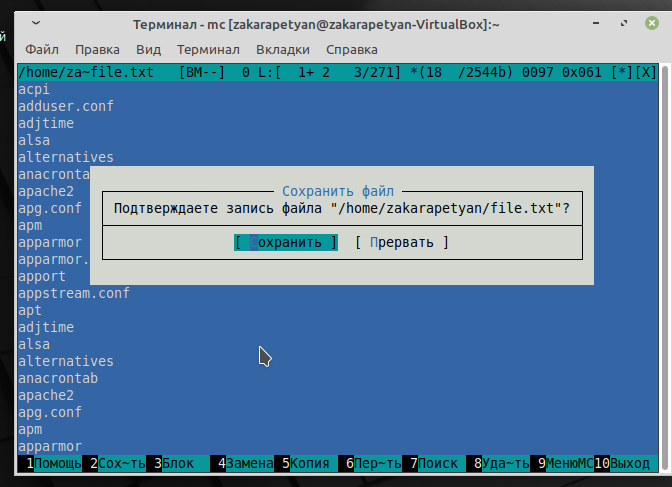 й
Терминал - mc [zakarapetyan@zakarapetyan-VirtualBox]:~
Файл Правка Вид Терминал Вкладки Справка
/home/za~file.txt [BM--] 0 L:[ 1+ 2 3/271] *(18 /2544b) 0097 0x061 [*][X]
acpi
adduser.conf
adjtime
alsa
alternatives
anacronta
Сохранить файл
apache2
apg.conf
Подтверждаете запись файла "/home/zakarapetyan/file.txt"?
apm
apparmor
[ Сохранить ] [ Прервать ]
apparmor.
apport
appstream.conf
apt
adjtime
alsa
alternatives
anacrontab
apache2
apg.conf
apm
apparmor
1Помощь 2Сох~ть 3Блок 4Замена 5Копия 6Пер~ть 7Поиск 8Уда~ть 9МенюMC 10Выход